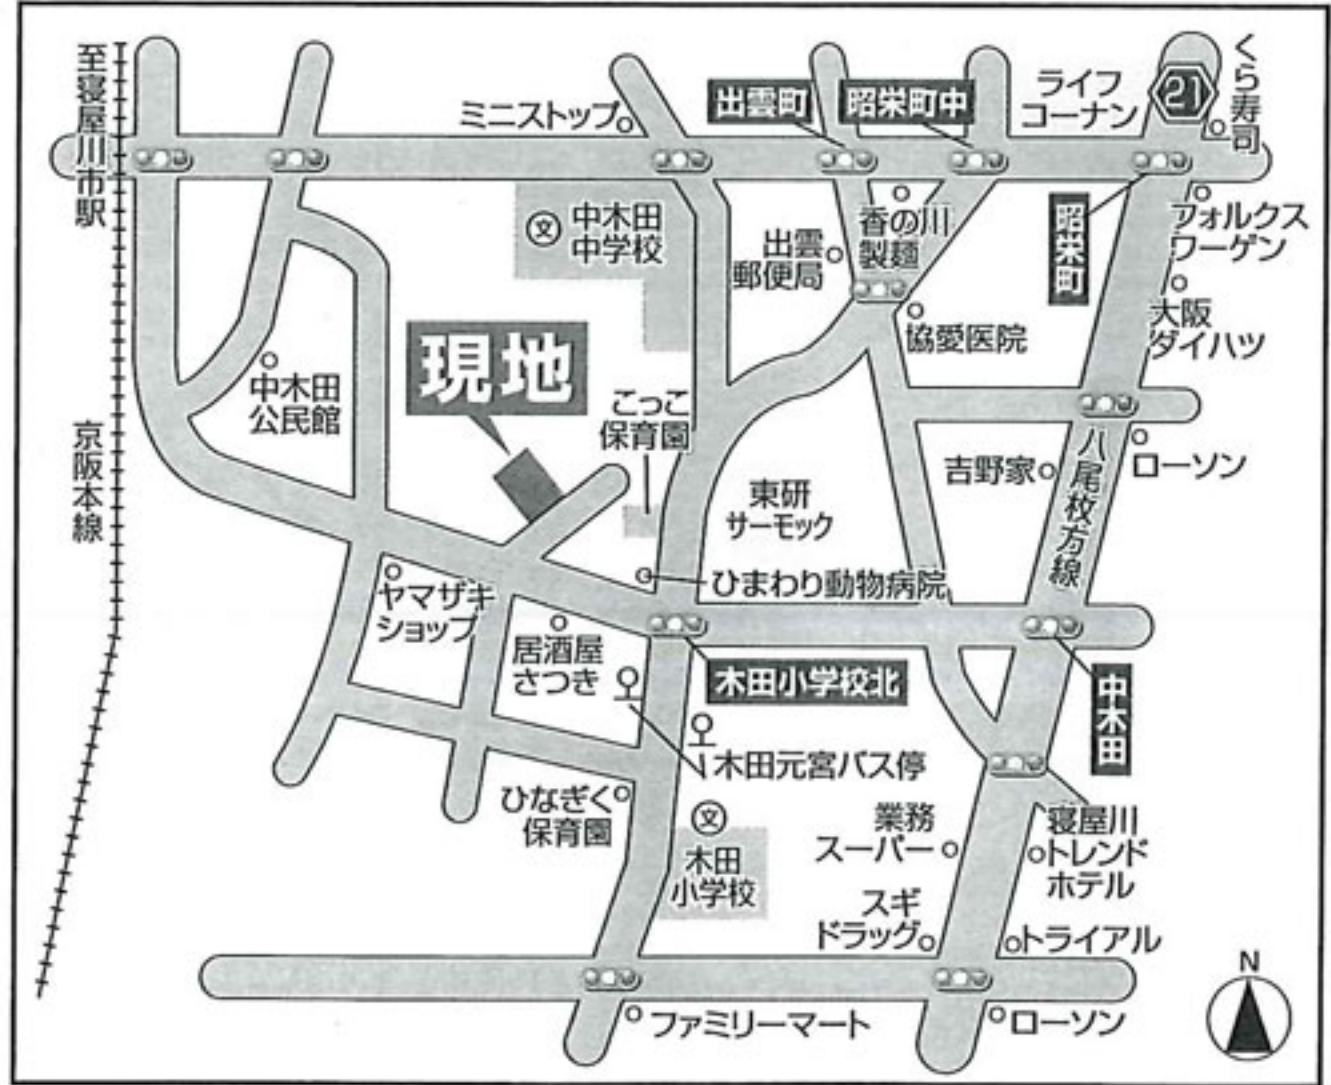 至寝屋川市駅
京阪本線
ミニストップ
出雲町
昭栄町中
ライフ
コーナン
21
くら寿司
文
中木田
中学校
出雲
郵便局
香の川
製麺
昭栄町
フォルクス
ワーゲン
大阪
ダイハツ
協愛医院
中木田
公民館
現地
こっこ
保育園
東研
サーモック
吉野家
ローソン
八尾枚方線
ひまわり動物病院
ヤマザキ
ショップ
居酒屋
さつき
木田小学校北
中木田
木田元宮バス停
ひなぎく
保育園
文
木田
小学校
業務
スーパー
寝屋川
トレンド
ホテル
スギ
ドラッグ
トライアル
ファミリーマート
ローソン
N